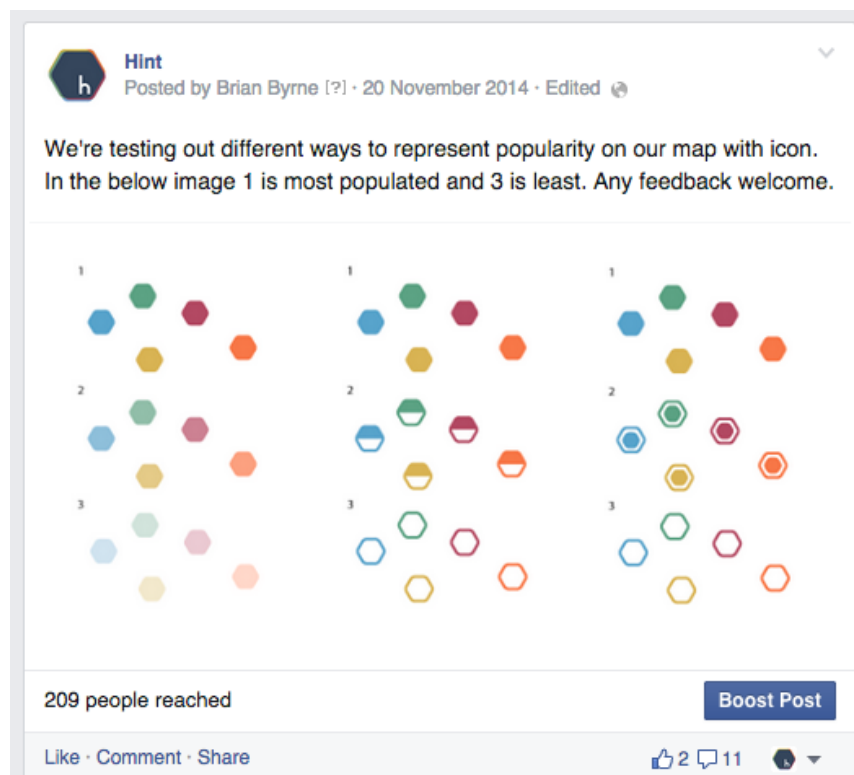 h
Hint
Posted by Brian Byrne [?] · 20 November 2014 · Edited
We're testing out different ways to represent popularity on our map with icon.
In the below image 1 is most populated and 3 is least. Any feedback welcome.
1 1 1
2 2 2
3 3 3
209 people reached
Boost Post
Like · Comment · Share
2 11